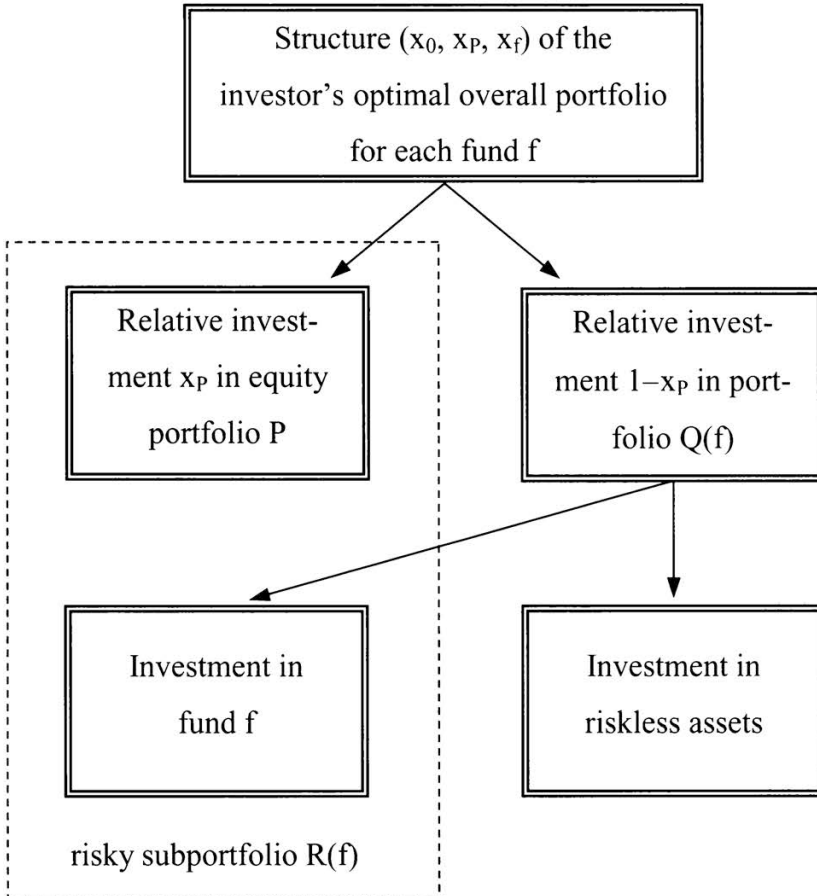 Structure (x₀, xₚ, x_f) of the
investor’s optimal overall portfolio
for each fund f
Relative invest-
ment xₚ in equity
portfolio P
Relative invest-
ment 1–xₚ in port-
folio Q(f)
Investment in
fund f
Investment in
riskless assets
risky subportfolio R(f)